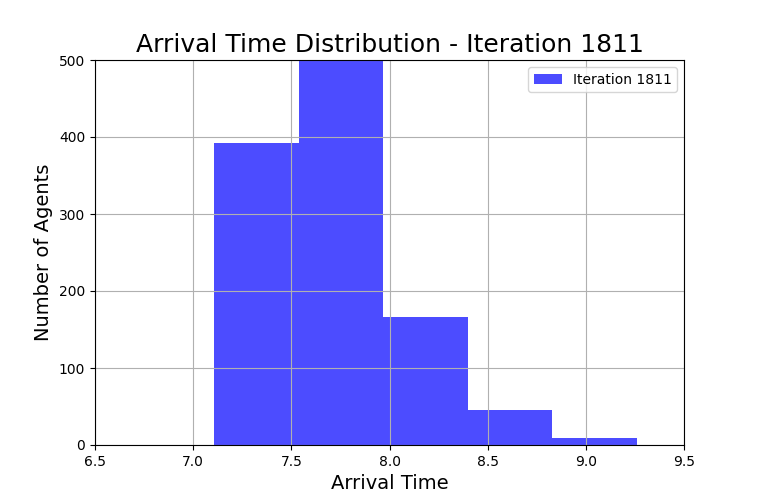 Arrival Time Distribution - Iteration 1811
Iteration 1811
Number of Agents
500
400
300
200
100
0
6.5 7.0 7.5 8.0 8.5 9.0 9.5
Arrival Time